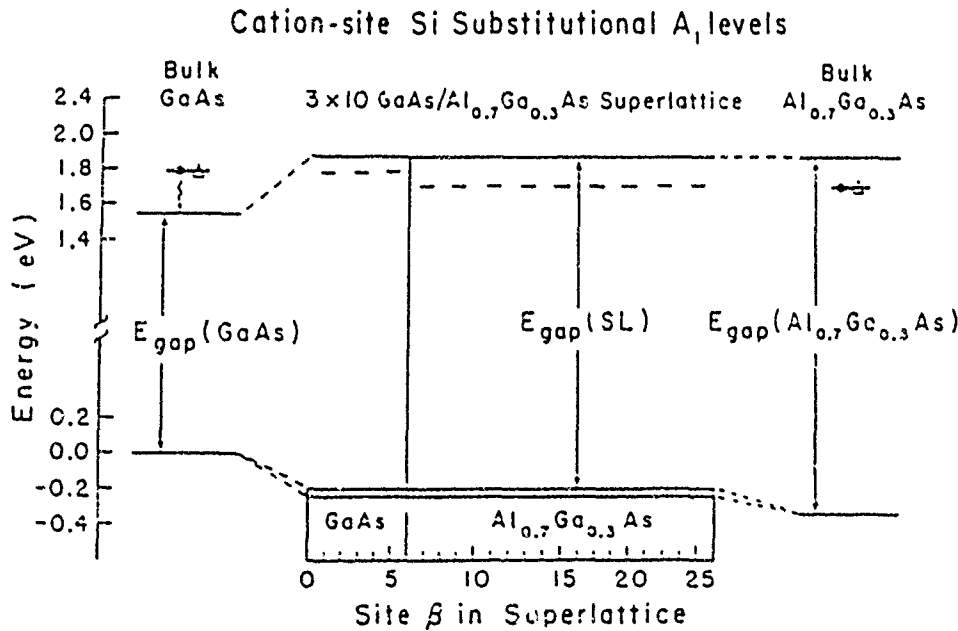 Cation-site Si Substitutional A₁ levels
Bulk
GaAs
3×10 GaAs/Al₀.₇Ga₀.₃As Superlattice
Bulk
Al₀.₇Ga₀.₃As
2.4
2.0
1.8
1.6
1.4
0.2
0.0
-0.2
-0.4
Energy (eV)
E gap (GaAs)
E gap (SL)
E gap (Al₀.₇Ga₀.₃As)
GaAs
Al₀.₇Ga₀.₃As
0 5 10 15 20 25
Site β in Superlattice